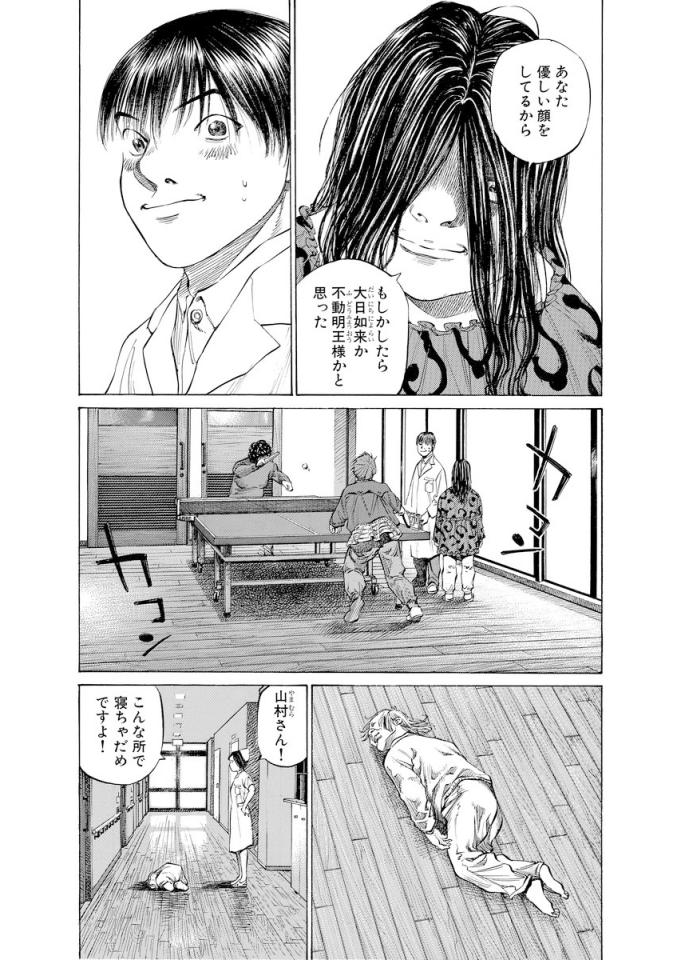 あなた
優しい顔を
してるから
もしかしたら
大日如来か
不動明王様かと
思った
カコン
カコン
山村さん！
こんな所で
寝ちゃだめ
ですよ！